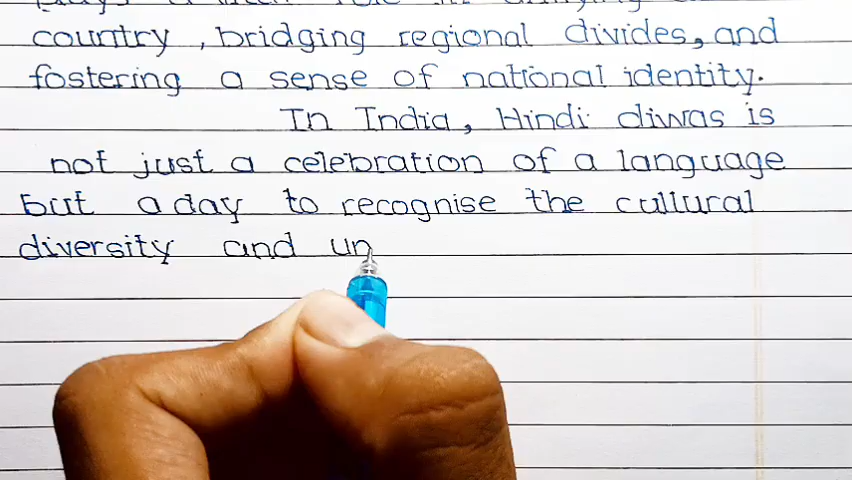 country, bridging regional divides, and
fostering a sense of national identity.
In India, Hindi diwas is
not just a celebration of a language
but a day to recognise the cultural
diversity and un